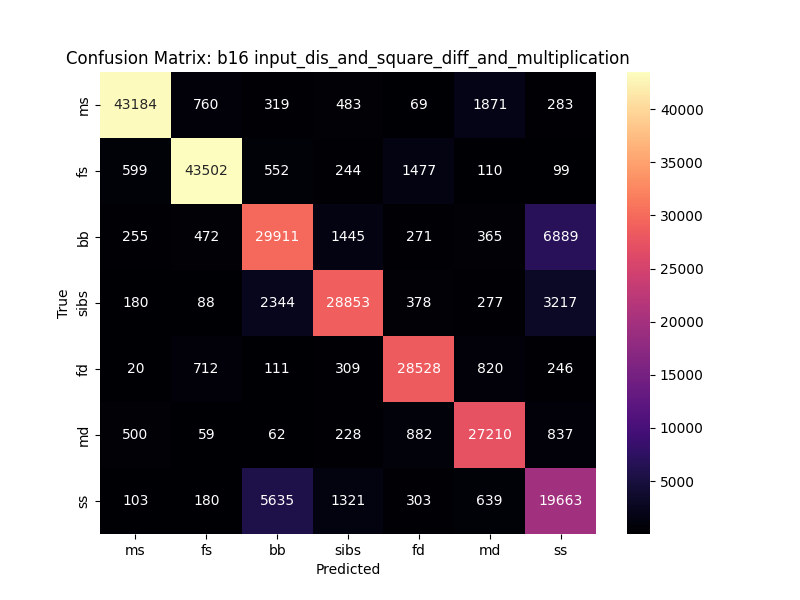 Confusion Matrix: b16 input_dis_and_square_diff_and_multiplication
ms 43184 760 319 483 69 1871 283
fs 599 43502 552 244 1477 110 99
bb 255 472 29911 1445 271 365 6889
sibs 180 88 2344 28853 378 277 3217
fd 20 712 111 309 28528 820 246
md 500 59 62 228 882 27210 837
ss 103 180 5635 1321 303 639 19663
ms fs bb sibs fd md ss
Predicted
True
40000
35000
30000
25000
20000
15000
10000
5000